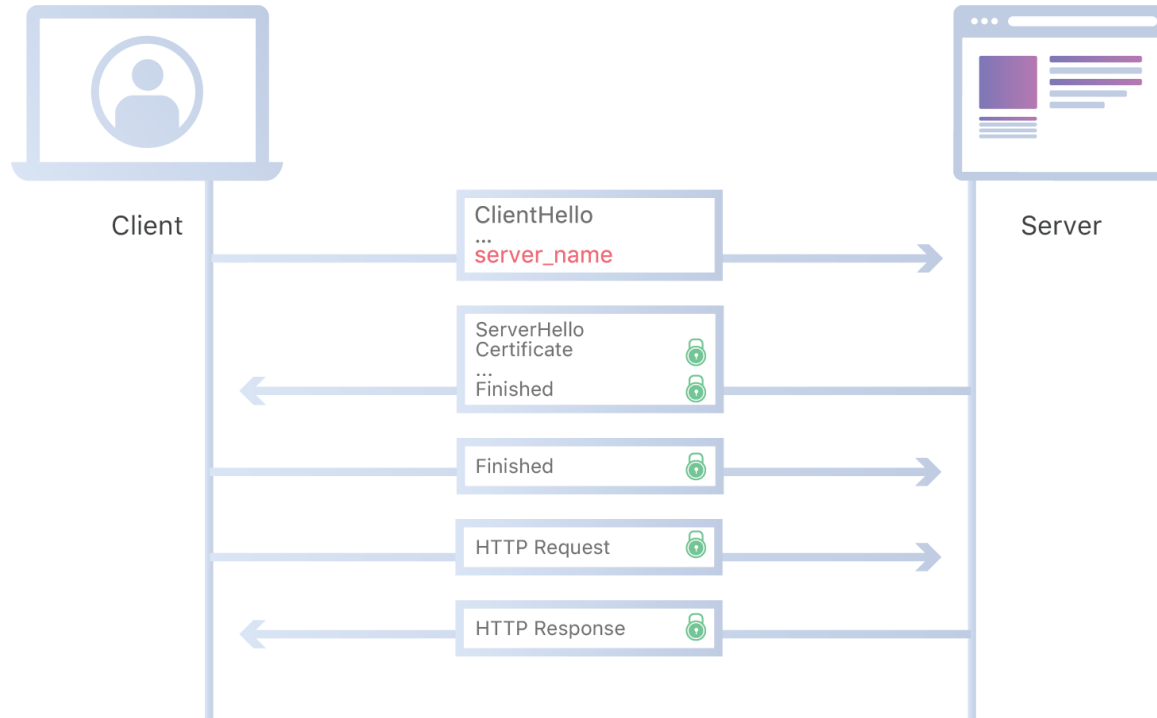 Client
Server
ClientHello
...
server_name
ServerHello
Certificate
...
Finished
Finished
HTTP Request
HTTP Response